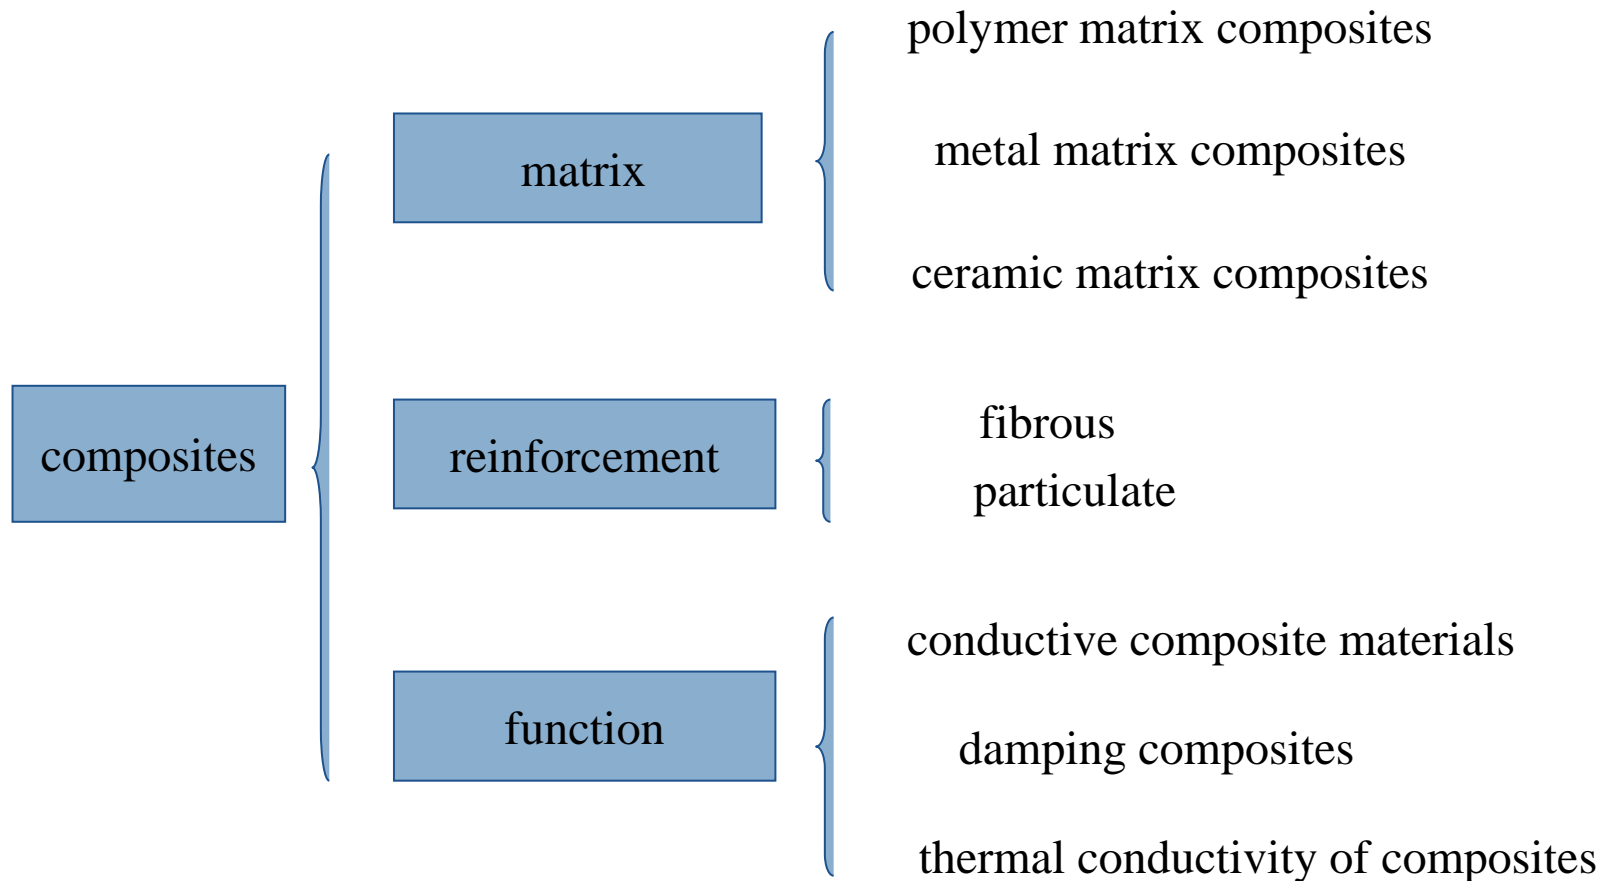 composites
matrix
polymer matrix composites
metal matrix composites
ceramic matrix composites
reinforcement
fibrous
particulate
function
conductive composite materials
damping composites
thermal conductivity of composites